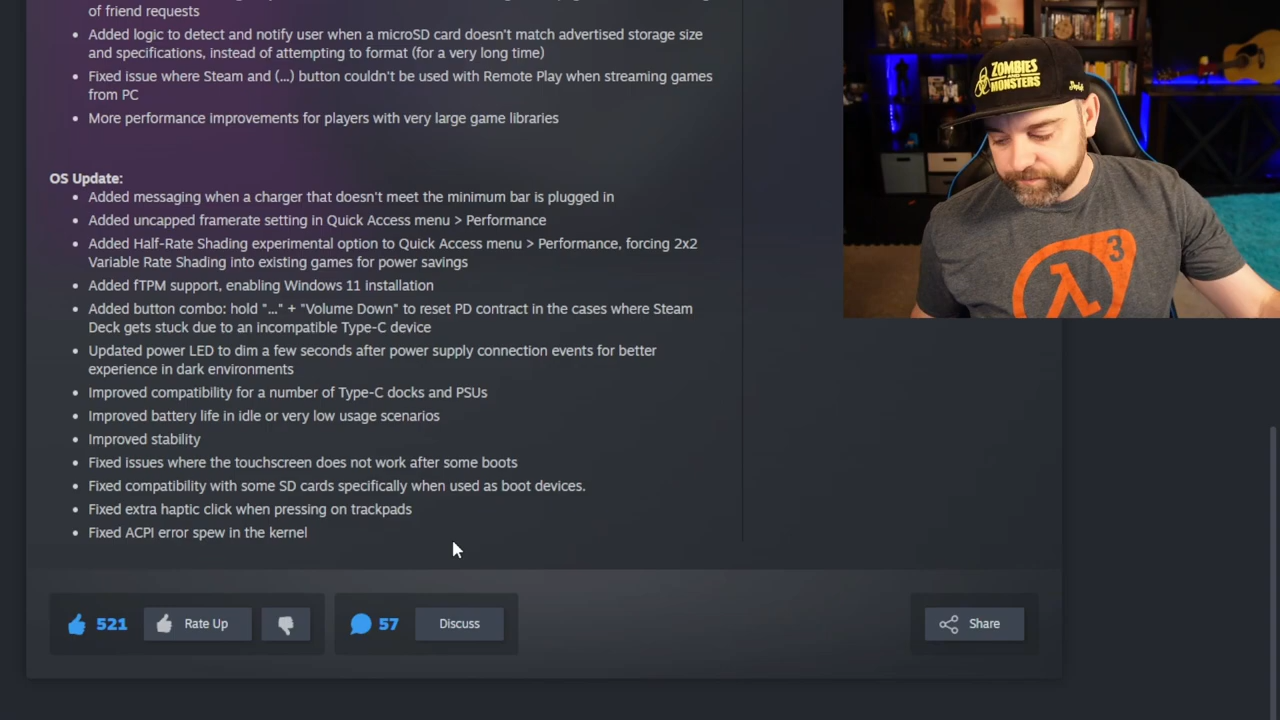 of friend requests
• Added logic to detect and notify user when a microSD card doesn't match advertised storage size
and specifications, instead of attempting to format (for a very long time)
• Fixed issue where Steam and (...) button couldn't be used with Remote Play when streaming games
from PC
• More performance improvements for players with very large game libraries
OS Update:
• Added messaging when a charger that doesn't meet the minimum bar is plugged in
• Added uncapped framerate setting in Quick Access menu > Performance
• Added Half-Rate Shading experimental option to Quick Access menu > Performance, forcing 2x2
Variable Rate Shading into existing games for power savings
• Added fTPM support, enabling Windows 11 installation
• Added button combo: hold "..." + "Volume Down" to reset PD contract in the cases where Steam
Deck gets stuck due to an incompatible Type-C device
• Updated power LED to dim a few seconds after power supply connection events for better
experience in dark environments
• Improved compatibility for a number of Type-C docks and PSUs
• Improved battery life in idle or very low usage scenarios
• Improved stability
• Fixed issues where the touchscreen does not work after some boots
• Fixed compatibility with some SD cards specifically when used as boot devices.
• Fixed extra haptic click when pressing on trackpads
• Fixed ACPI error spew in the kernel
521
Rate Up
57
Discuss
Share
ZOMBIES
AND
MONSTERS
λ3